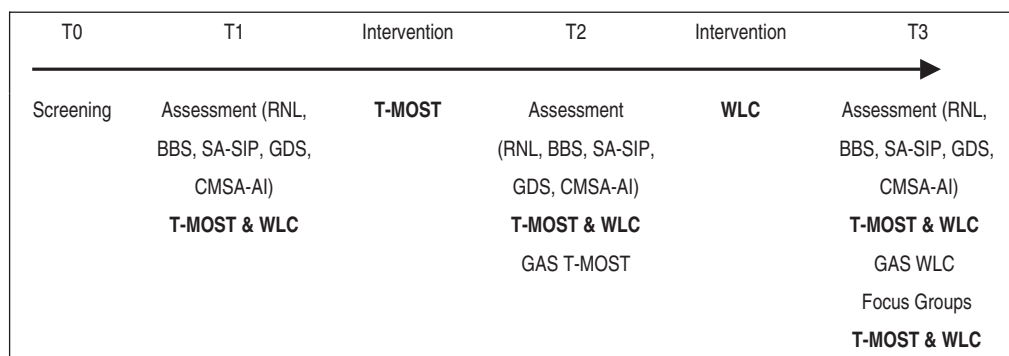 T0 T1 Intervention T2 Intervention T3
Screening Assessment (RNL, T-MOST Assessment WLC Assessment (RNL,
BBS, SA-SIP, GDS, (RNL, BBS, SA-SIP, BBS, SA-SIP, GDS,
CMSA-AI) GDS, CMSA-AI) CMSA-AI)
T-MOST & WLC T-MOST & WLC T-MOST & WLC
GAS T-MOST GAS WLC
Focus Groups
T-MOST & WLC